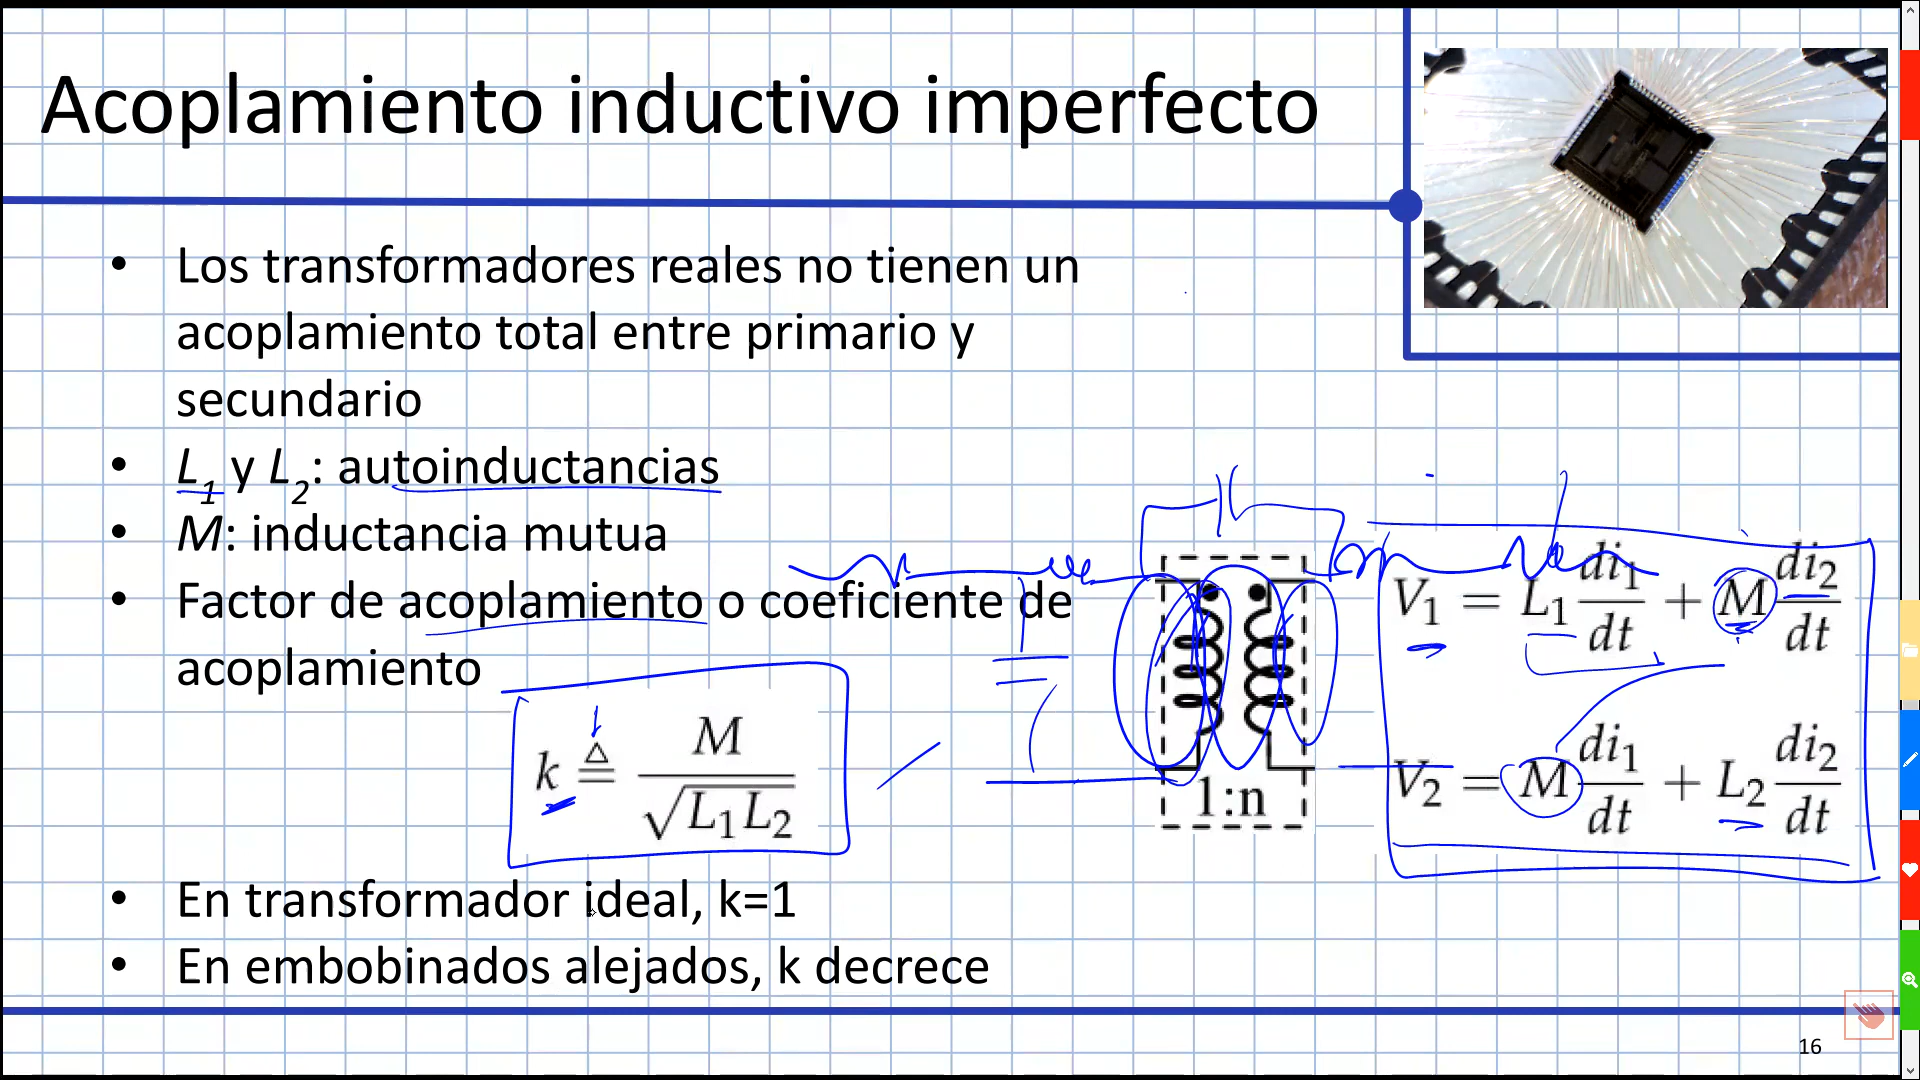 Acoplamiento inductivo imperfecto
• Los transformadores reales no tienen un
acoplamiento total entre primario y
secundario
• L₁ y L₂: autoinductancias
• M: inductancia mutua
• Factor de acoplamiento o coeficiente de
acoplamiento
k ≜ M / √(L₁L₂)
1:n
V₁ = L₁ di₁/dt + M di₂/dt
V₂ = M di₁/dt + L₂ di₂/dt
• En transformador ideal, k=1
• En embobinados alejados, k decrece
16